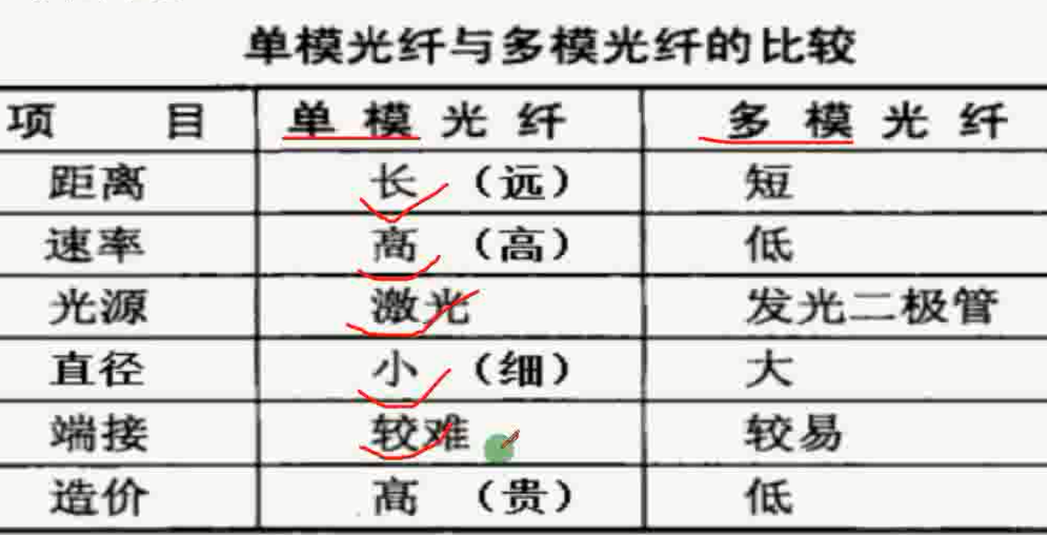 单模光纤与多模光纤的比较
项 目 单 模 光 纤 多 模 光 纤
距离 长 （远） 短
速率 高 （高） 低
光源 激光 发光二极管
直径 小 （细） 大
端接 较难 较易
造价 高 （贵） 低